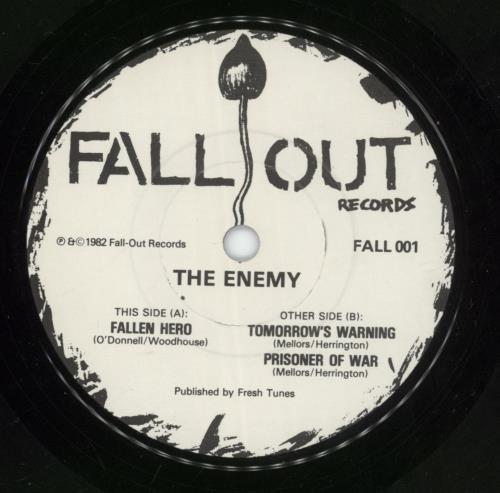 FALL OUT
RECORDS
℗ &© 1982 Fall-Out Records
FALL 001
THE ENEMY
THIS SIDE (A):
FALLEN HERO
(O'Donnell/Woodhouse)
OTHER SIDE (B):
TOMORROW'S WARNING
(Mellors/Herrington)
PRISONER OF WAR
(Mellors/Herrington)
Published by Fresh Tunes